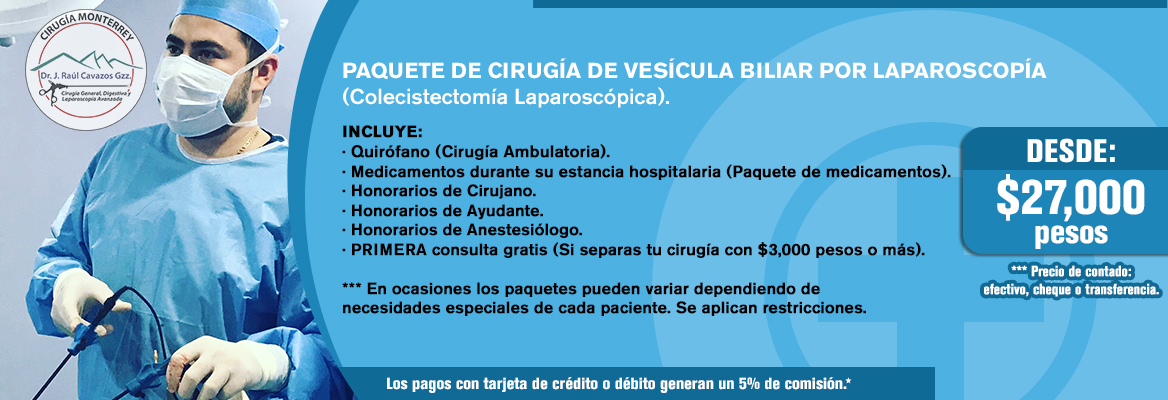 CIRUGÍA MONTERREY
Dr. J. Raúl Cavazos Gzz.
Cirugía General, Digestiva y
Laparoscopía Avanzada
PAQUETE DE CIRUGÍA DE VESÍCULA BILIAR POR LAPAROSCOPÍA
(Colecistectomía Laparoscópica).
INCLUYE:
· Quirófano (Cirugía Ambulatoria).
· Medicamentos durante su estancia hospitalaria (Paquete de medicamentos).
· Honorarios de Cirujano.
· Honorarios de Ayudante.
· Honorarios de Anestesiólogo.
· PRIMERA consulta gratis (Si separas tu cirugía con $3,000 pesos o más).
*** En ocasiones los paquetes pueden variar dependiendo de
necesidades especiales de cada paciente. Se aplican restricciones.
DESDE:
$27,000
pesos
*** Precio de contado:
efectivo, cheque o transferencia.
Los pagos con tarjeta de crédito o débito generan un 5% de comisión.*